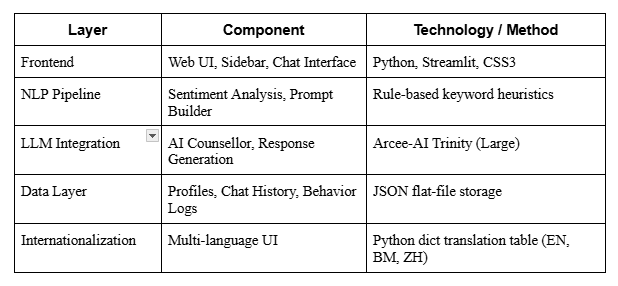 Layer Component Technology / Method
Frontend Web UI, Sidebar, Chat Interface Python, Streamlit, CSS3
NLP Pipeline Sentiment Analysis, Prompt Builder Rule-based keyword heuristics
LLM Integration AI Counsellor, Response Generation Arcee-AI Trinity (Large)
Data Layer Profiles, Chat History, Behavior Logs JSON flat-file storage
Internationalization Multi-language UI Python dict translation table (EN, BM, ZH)